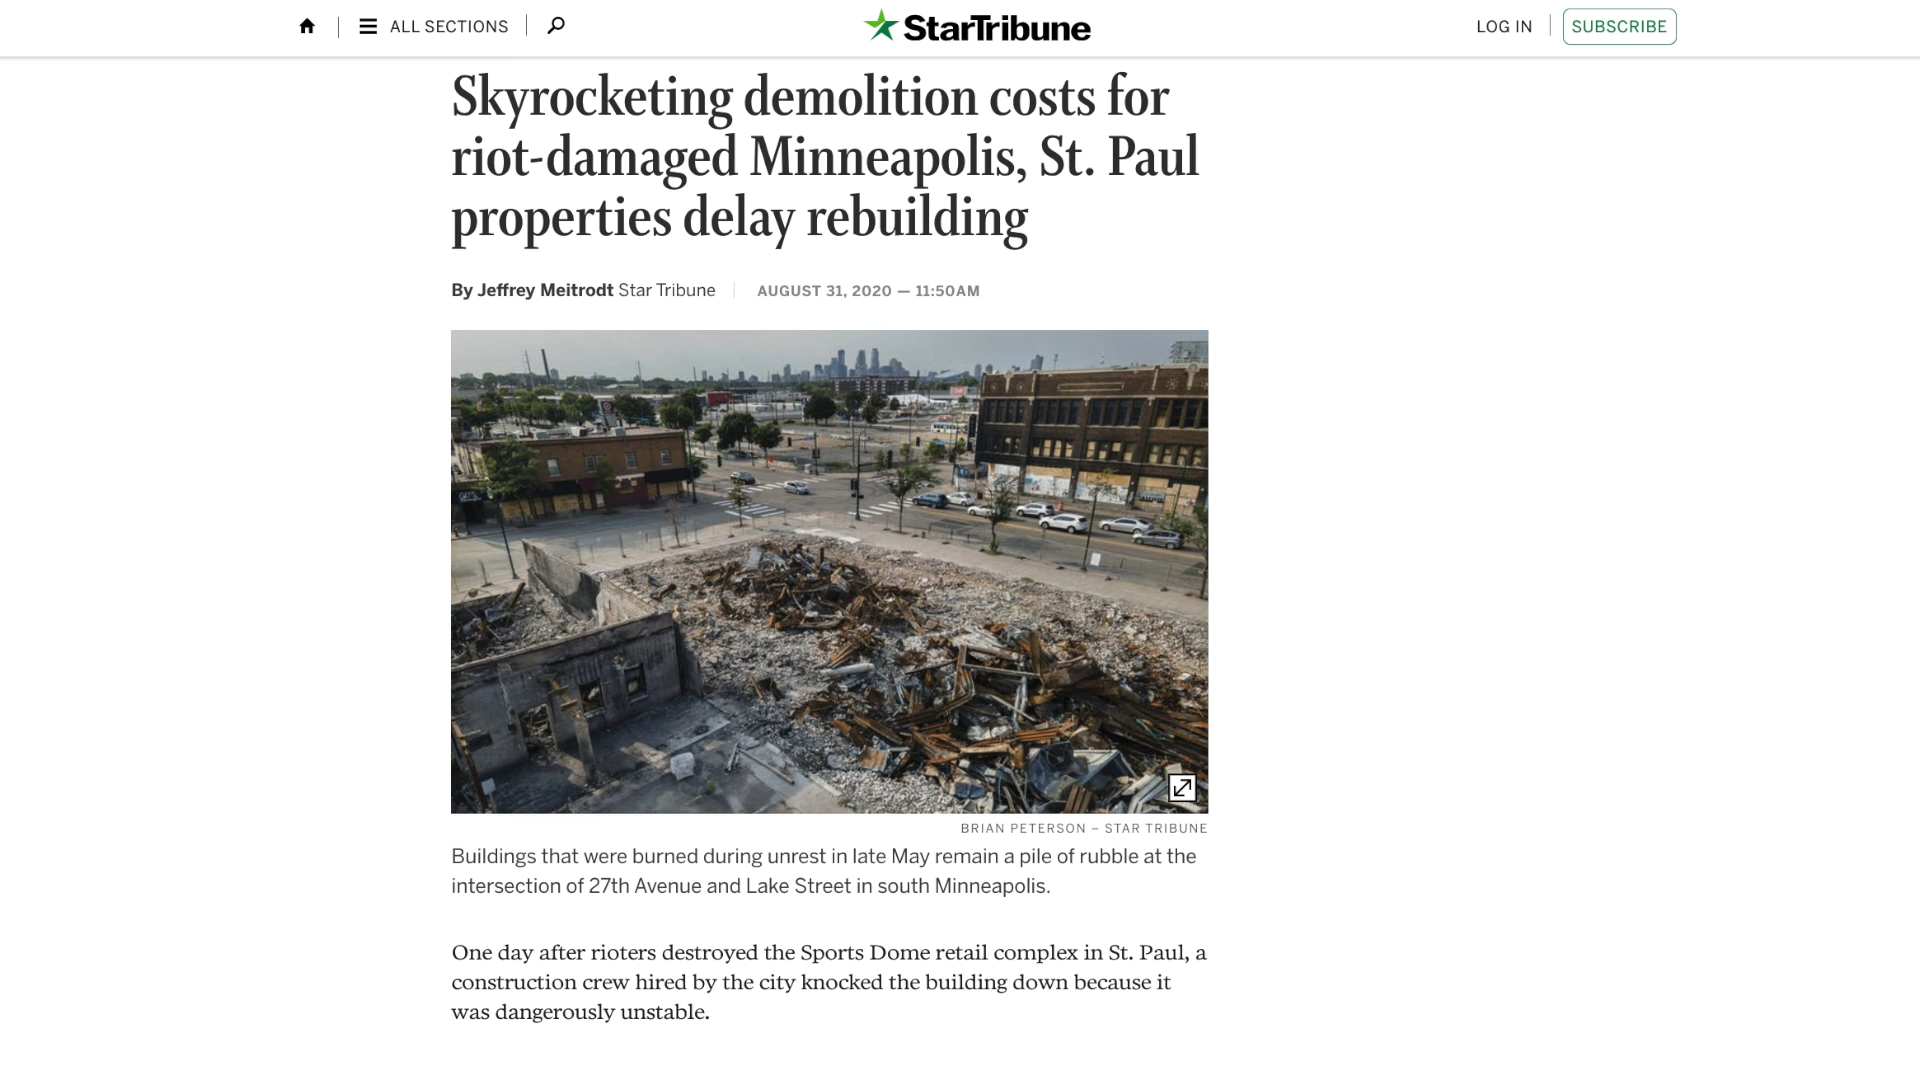 ALL SECTIONS
StarTribune
LOG IN
SUBSCRIBE
Skyrocketing demolition costs for
riot-damaged Minneapolis, St. Paul
properties delay rebuilding
By Jeffrey Meitrodt Star Tribune
AUGUST 31, 2020 — 11:50AM
BRIAN PETERSON – STAR TRIBUNE
Buildings that were burned during unrest in late May remain a pile of rubble at the
intersection of 27th Avenue and Lake Street in south Minneapolis.
One day after rioters destroyed the Sports Dome retail complex in St. Paul, a
construction crew hired by the city knocked the building down because it
was dangerously unstable.